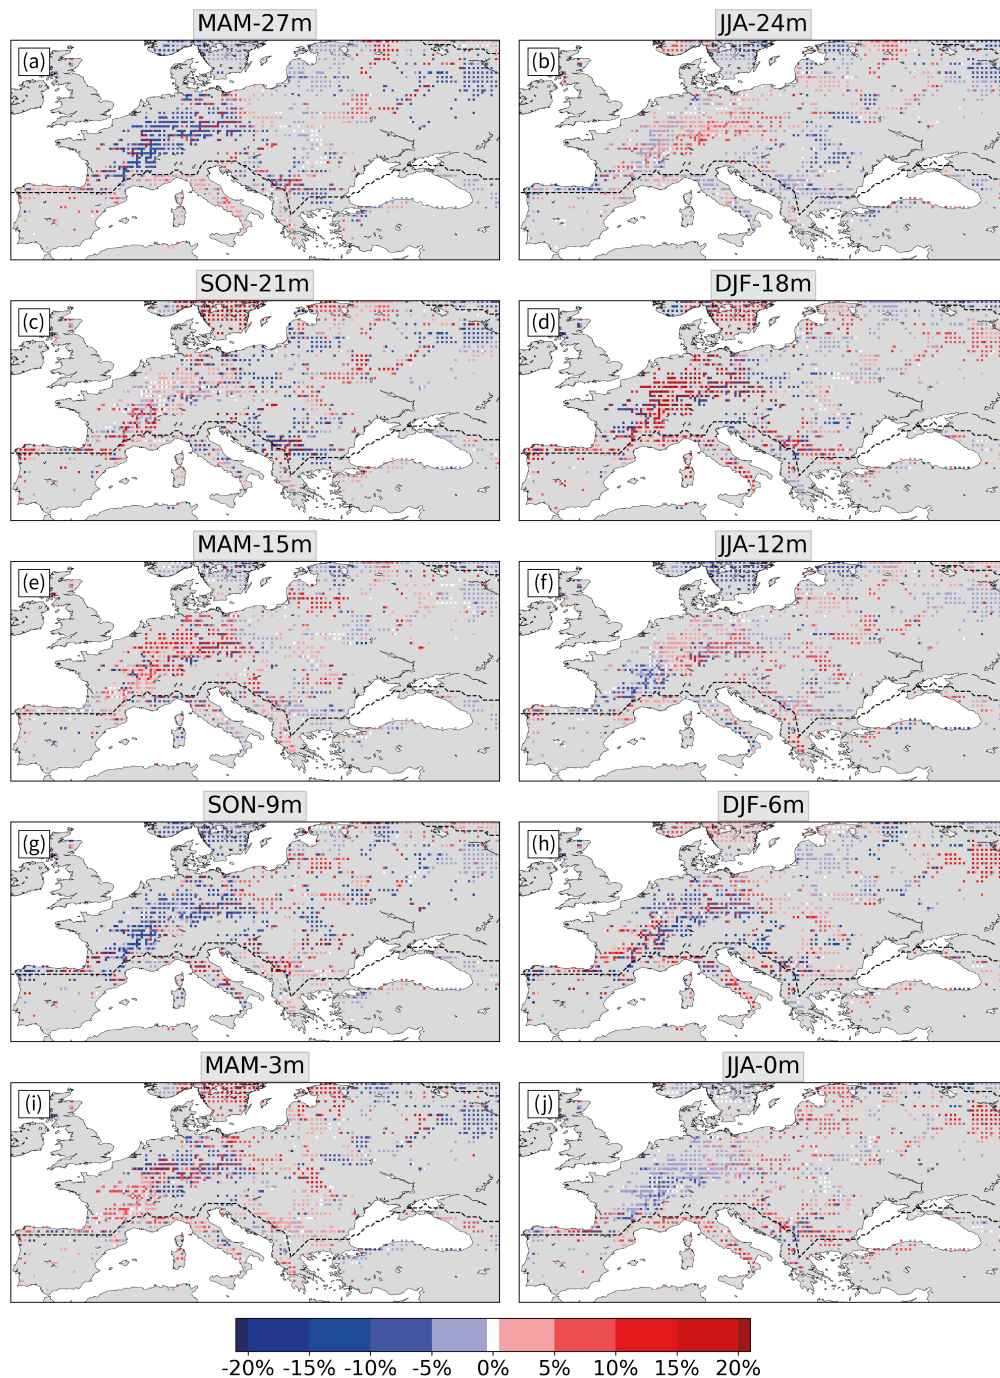 MAM-27m
JJA-24m
(a)
(b)
SON-21m
DJF-18m
(c)
(d)
MAM-15m
JJA-12m
(e)
(f)
SON-9m
DJF-6m
(g)
(h)
MAM-3m
JJA-0m
(i)
(j)
-20% -15% -10% -5% 0% 5% 10% 15% 20%